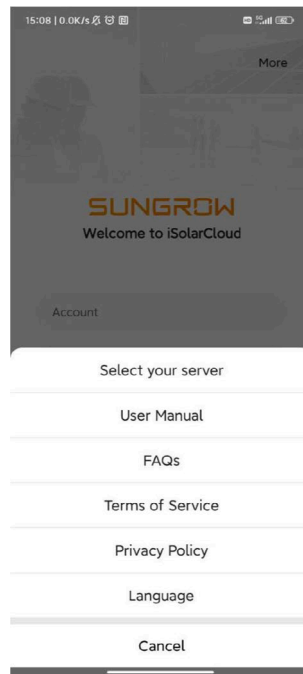 15:08 | 0.0K/s
More
SUNGROW
Welcome to iSolarCloud
Account
Select your server
User Manual
FAQs
Terms of Service
Privacy Policy
Language
Cancel